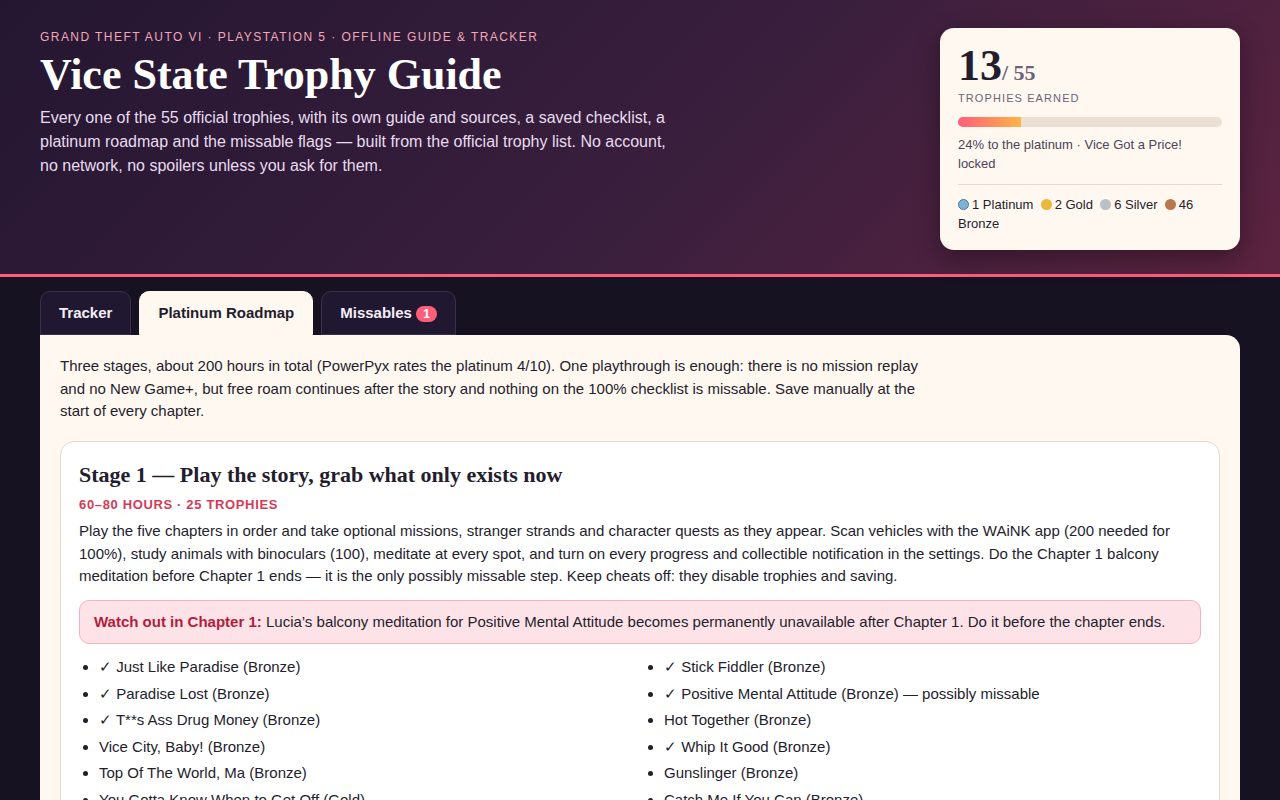 GRAND THEFT AUTO VI · PLAYSTATION 5 · OFFLINE GUIDE & TRACKER
Vice State Trophy Guide
Every one of the 55 official trophies, with its own guide and sources, a saved checklist, a
platinum roadmap and the missable flags — built from the official trophy list. No account,
no network, no spoilers unless you ask for them.
13/ 55
TROPHIES EARNED
24% to the platinum · Vice Got a Price!
locked
1 Platinum 2 Gold 6 Silver 46
Bronze
Tracker
Platinum Roadmap
Missables 1
Three stages, about 200 hours in total (PowerPyx rates the platinum 4/10). One playthrough is enough: there is no mission replay
and no New Game+, but free roam continues after the story and nothing on the 100% checklist is missable. Save manually at the
start of every chapter.
Stage 1 — Play the story, grab what only exists now
60–80 HOURS · 25 TROPHIES
Play the five chapters in order and take optional missions, stranger strands and character quests as they appear. Scan vehicles with the WAiNK app (200 needed for
100%), study animals with binoculars (100), meditate at every spot, and turn on every progress and collectible notification in the settings. Do the Chapter 1 balcony
meditation before Chapter 1 ends — it is the only possibly missable step. Keep cheats off: they disable trophies and saving.
Watch out in Chapter 1: Lucia’s balcony meditation for Positive Mental Attitude becomes permanently unavailable after Chapter 1. Do it before the chapter ends.
• ✓ Just Like Paradise (Bronze)
• ✓ Paradise Lost (Bronze)
• ✓ T**s Ass Drug Money (Bronze)
• Vice City, Baby! (Bronze)
• Top Of The World, Ma (Bronze)
• You Gotta Know When to Get Off (Gold)
• ✓ Stick Fiddler (Bronze)
• ✓ Positive Mental Attitude (Bronze) — possibly missable
• Hot Together (Bronze)
• ✓ Whip It Good (Bronze)
• Gunslinger (Bronze)
• Catch Me If You Can (Bronze)